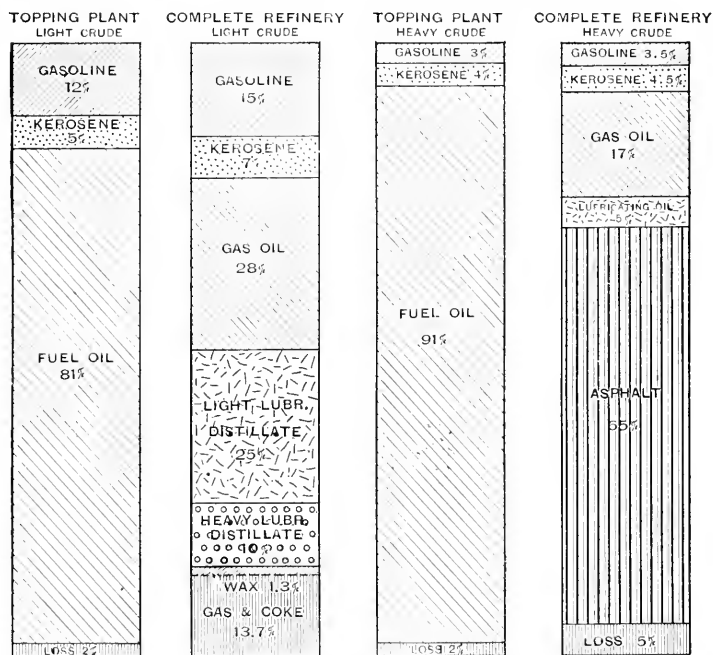 TOPPING PLANT
LIGHT CRUDE
GASOLINE
12%
KEROSENE
5%
FUEL OIL
81%
LOSS 2%
COMPLETE REFINERY
LIGHT CRUDE
GASOLINE
15%
KEROSENE
7%
GAS OIL
28%
LIGHT LUBR.
DISTILLATE
25%
HEAVY LUBR.
DISTILLATE
10%
WAX 1.3%
GAS & COKE
13.7%
TOPPING PLANT
HEAVY CRUDE
GASOLINE 3%
KEROSENE 4%
FUEL OIL
91%
LOSS 2%
COMPLETE REFINERY
HEAVY CRUDE
GASOLINE 3.5%
KEROSENE 4.5%
GAS OIL
17%
LUBRICATING OIL
5%
ASPHALT
65%
LOSS 5%